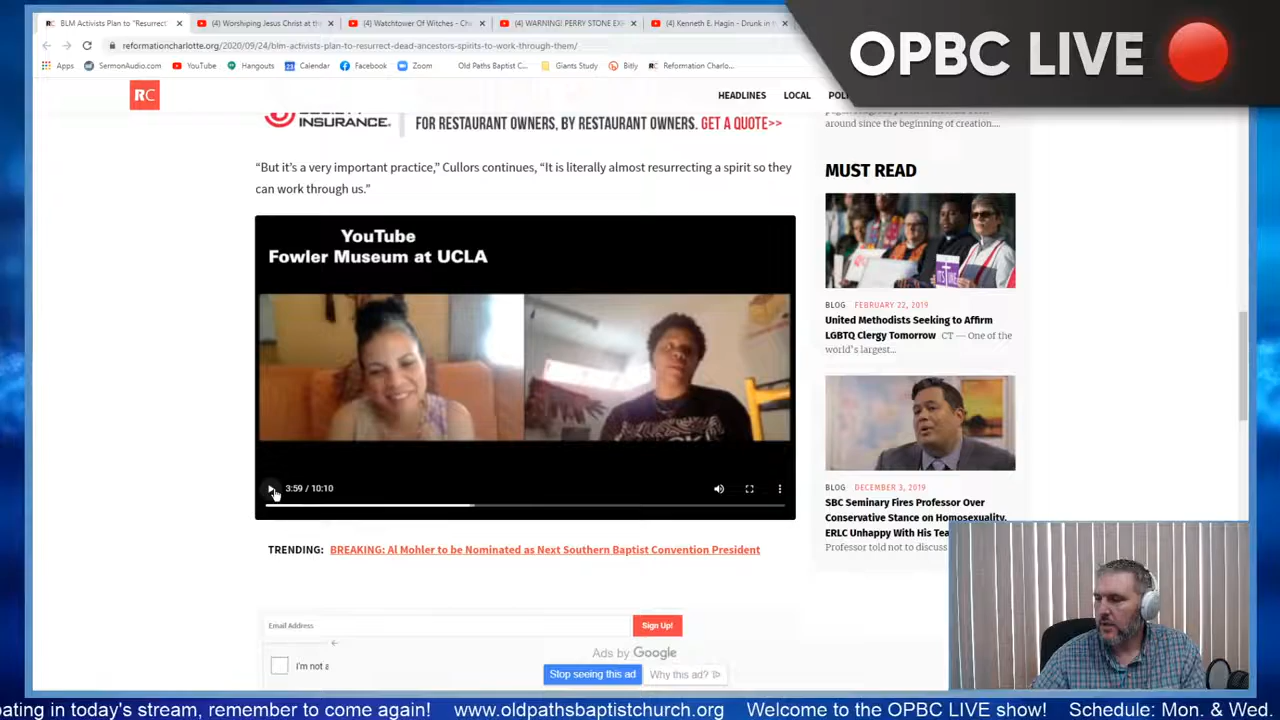 BLM Activists Plan to "Resurrect"
(4) Worshiping Jesus Christ at th
(4) Watchtower Of Witches - Ch
(4) WARNING! PERRY STONE EX
(4) Kenneth E. Hagin - Drunk in t
OPBC LIVE
reformationcharlotte.org/2020/09/24/blm-activists-plan-to-resurrect-dead-ancestors-spirits-to-work-through-them/
Apps SermonAudio.com YouTube Hangouts Calendar Facebook Zoom Old Paths Baptist C... Giants Study Bitly Reformation Charlo...
RC
HEADLINES LOCAL
INSURANCE.
FOR RESTAURANT OWNERS, BY RESTAURANT OWNERS. GET A QUOTE>>
around since the beginning of creation....
"But it's a very important practice," Cullors continues, "It is literally almost resurrecting a spirit so they
can work through us."
MUST READ
YouTube
Fowler Museum at UCLA
3:59 / 10:10
BLOG FEBRUARY 22, 2019
United Methodists Seeking to Affirm
LGBTQ Clergy Tomorrow CT — One of the
world's largest...
BLOG DECEMBER 3, 2019
SBC Seminary Fires Professor Over
Conservative Stance on Homosexuality,
ERLC Unhappy With His
Professor told not to discuss
TRENDING: BREAKING: Al Mohler to be Nominated as Next Southern Baptist Convention President
Email Address
Sign Up!
I'm not a
Ads by Google
Stop seeing this ad
Why this ad?
pating in today's stream, remember to come again! www.oldpathsbaptistchurch.org Welcome to the OPBC LIVE show! Schedule: Mon. & Wed.